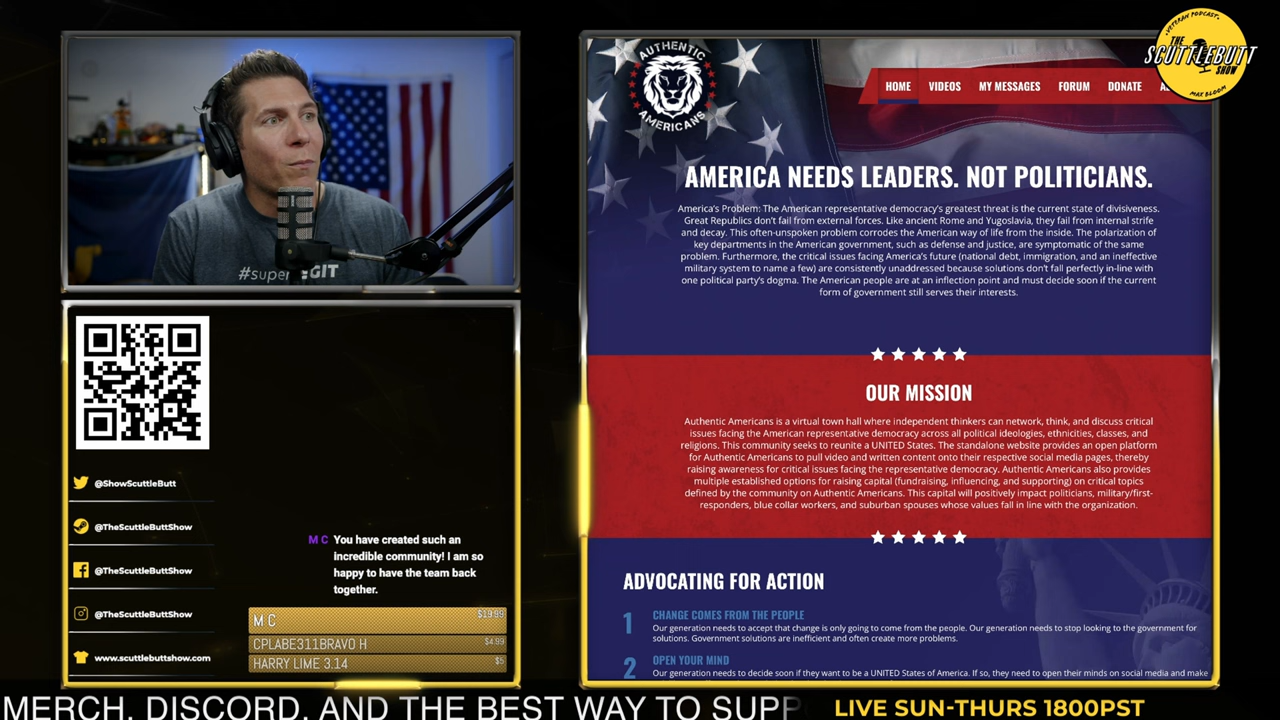 VETERAN PODCAST
THE
SCUTTLEBUTT
SHOW
MAX BLOOM
AUTHENTIC
AMERICANS
HOME VIDEOS MY MESSAGES FORUM DONATE
#super EGIT
AMERICA NEEDS LEADERS. NOT POLITICIANS.
America's Problem: The American representative democracy's greatest threat is the current state of divisiveness.
Great Republics don't fail from external forces. Like ancient Rome and Yugoslavia, they fail from internal strife
and decay. This often-unspoken problem corrodes the American way of life from the inside. The polarization of
key departments in the American government, such as defense and justice, are symptomatic of the same
problem. Furthermore, the critical issues facing America's future (national debt, immigration, and an ineffective
military system to name a few) are consistently unaddressed because solutions don't fall perfectly in-line with
one political party's dogma. The American people are at an inflection point and must decide soon if the current
form of government still serves their interests.
OUR MISSION
Authentic Americans is a virtual town hall where independent thinkers can network, think, and discuss critical
issues facing the American representative democracy across all political ideologies, ethnicities, classes, and
religions. This community seeks to reunite a UNITED States. The standalone website provides an open platform
for Authentic Americans to pull video and written content onto their respective social media pages, thereby
raising awareness for critical issues facing the representative democracy. Authentic Americans also provides
multiple established options for raising capital (fundraising, influencing, and supporting) on critical topics
defined by the community on Authentic Americans. This capital will positively impact politicians, military/first-
responders, blue collar workers, and suburban spouses whose values fall in line with the organization.
ADVOCATING FOR ACTION
1 CHANGE COMES FROM THE PEOPLE
Our generation needs to accept that change is only going to come from the people. Our generation needs to stop looking to the government for
solutions. Government solutions are inefficient and often create more problems.
2 OPEN YOUR MIND
Our generation needs to decide soon if they want to be a UNITED States of America. If so, they need to open their minds on social media and make
@ShowScuttleButt
@TheScuttleButtShow
@TheScuttleButtShow
@TheScuttleButtShow
www.scuttlebuttshow.com
M C You have created such an
incredible community! I am so
happy to have the team back
together.
M C $19.99
CPLABE311BRAVO H $4.99
HARRY LIME 3.14 $5
MERCH, DISCORD, AND THE BEST WAY TO SUPP
LIVE SUN-THURS 1800PST